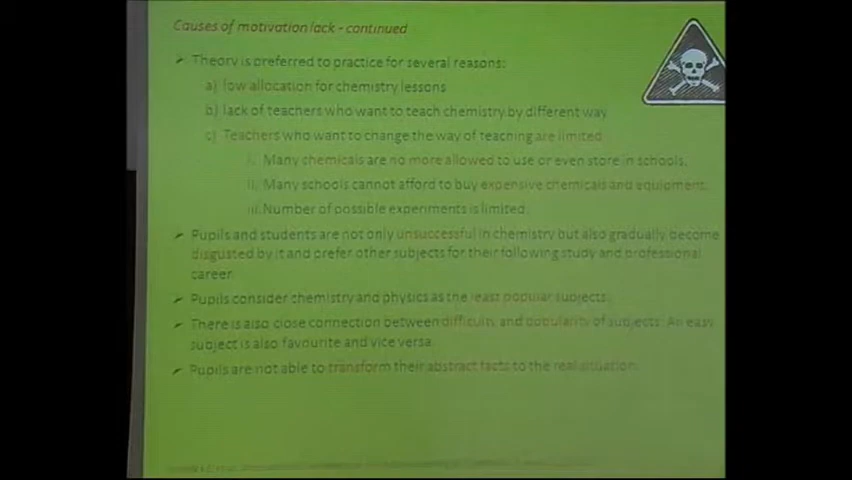 Causes of motivation lack - continued
Theory is preferred to practice for several reasons:
a) low allocation for chemistry lessons
b) lack of teachers who want to teach chemistry by different way
c) Teachers who want to change the way of teaching are limited
i. Many chemicals are no more allowed to use or even store in schools.
ii. Many schools cannot afford to buy expensive chemicals and equipment.
iii. Number of possible experiments is limited.
Pupils and students are not only unsuccessful in chemistry but also gradually become
disgusted by it and prefer other subjects for their following study and professional
career.
Pupils consider chemistry and physics as the least popular subjects.
There is also close connection between difficulty and popularity of subjects. An easy
subject is also favourite and vice versa.
Pupils are not able to transform their abstract facts to the real situation.